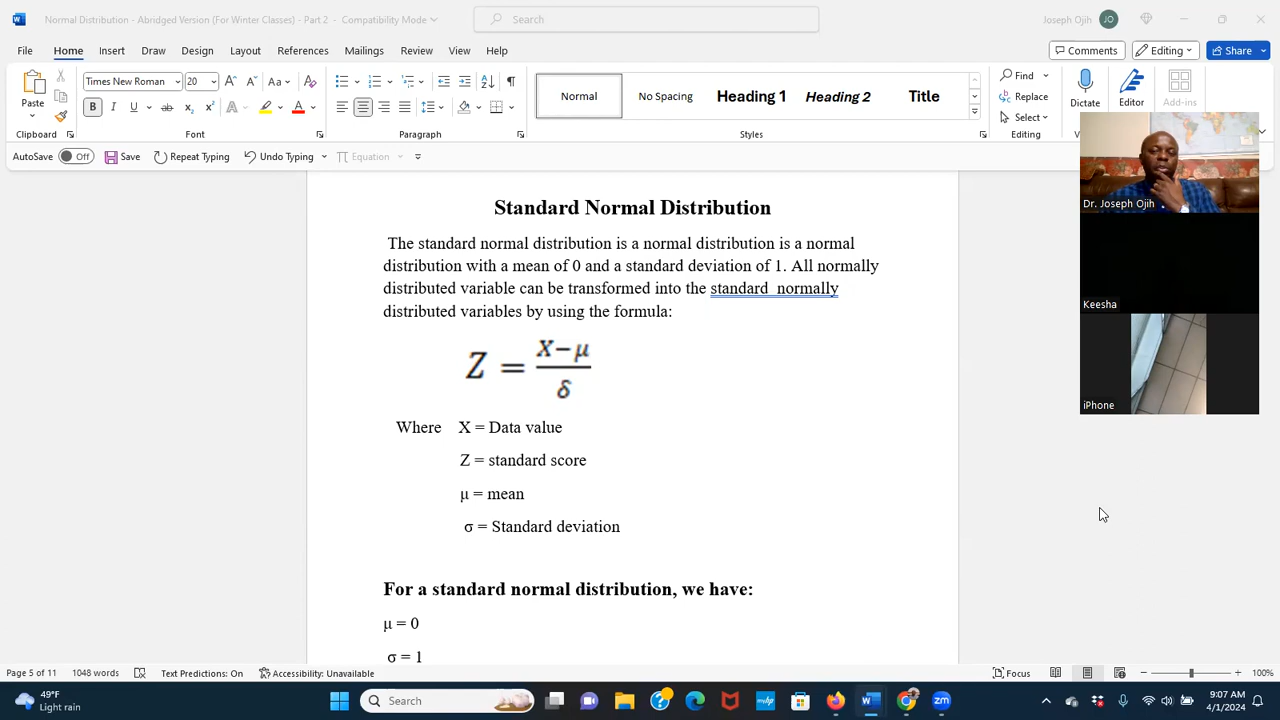 Normal Distribution - Abridged Version (For Winter Classes) - Part 2 - Compatibility Mode
Search
Joseph Ojih
JO
File Home Insert Draw Design Layout References Mailings Review View Help
Comments
Editing
Share
Times New Roman
20
Paste
Clipboard
Font
Paragraph
Normal
No Spacing
Heading 1
Heading 2
Title
Styles
Find
Replace
Select
Editing
Dictate
Editor
Add-ins
AutoSave Off Save Repeat Typing Undo Typing Equation
Dr. Joseph Ojih
Keesha
iPhone
Standard Normal Distribution
The standard normal distribution is a normal distribution is a normal
distribution with a mean of 0 and a standard deviation of 1. All normally
distributed variable can be transformed into the standard normally
distributed variables by using the formula:
Z = X− μ / δ
Where X = Data value
Z = standard score
μ = mean
σ = Standard deviation
For a standard normal distribution, we have:
μ = 0
σ = 1
Page 5 of 11 1048 words Text Predictions: On Accessibility: Unavailable Focus 100%
49°F
Light rain
Search
9:07 AM
4/1/2024